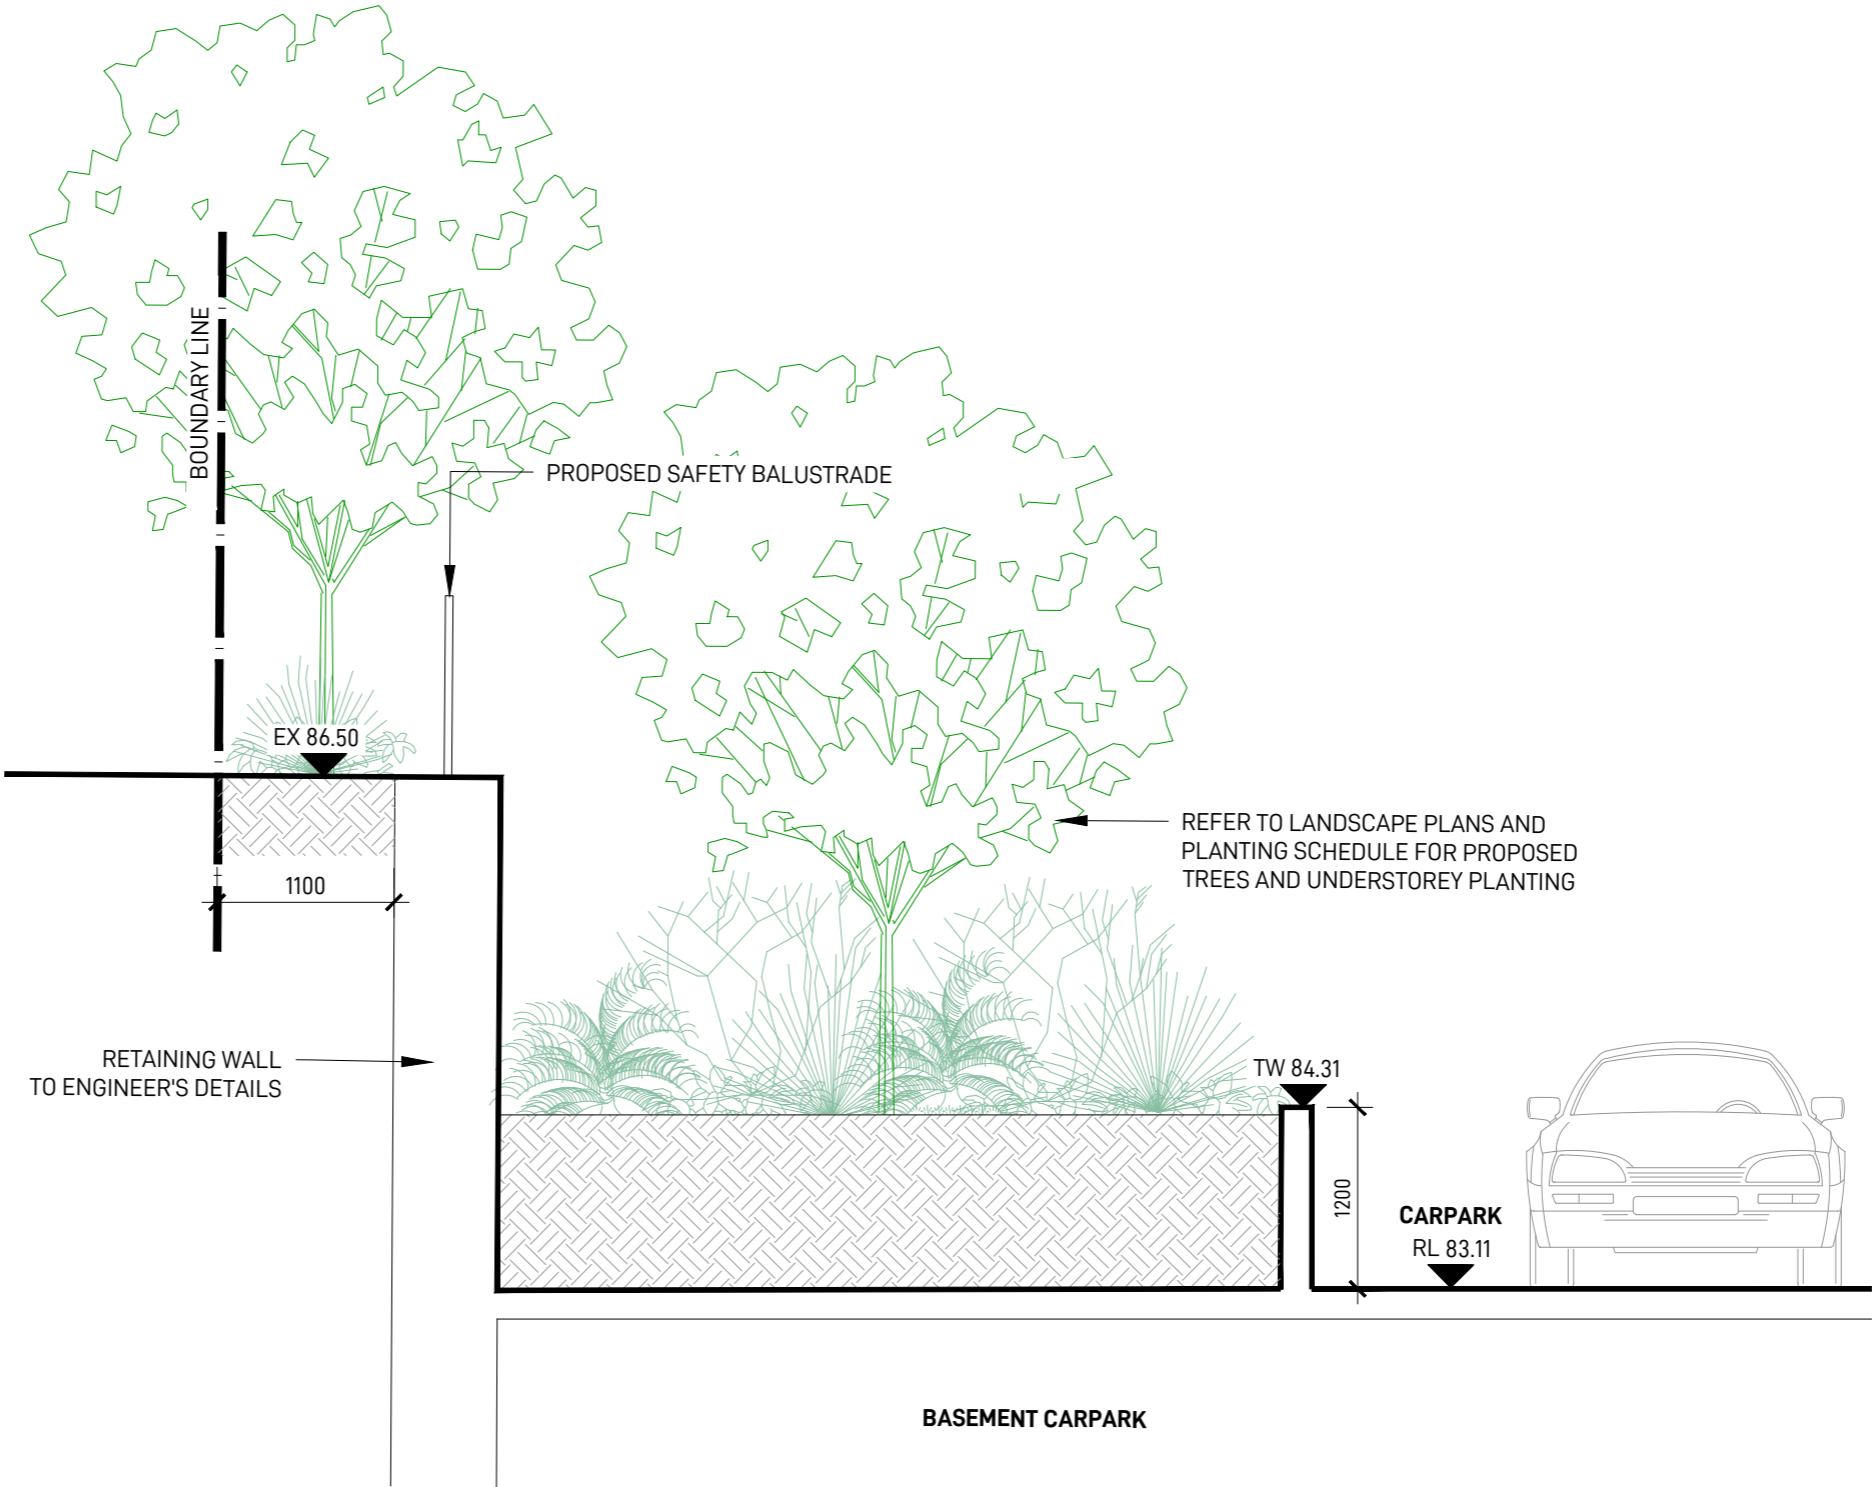 BOUNDARY LINE
PROPOSED SAFETY BALUSTRADE
EX 86.50
REFER TO LANDSCAPE PLANS AND
PLANTING SCHEDULE FOR PROPOSED
TREES AND UNDERSTOREY PLANTING
1100
RETAINING WALL
TO ENGINEER'S DETAILS
TW 84.31
1200
CARPARK
RL 83.11
BASEMENT CARPARK